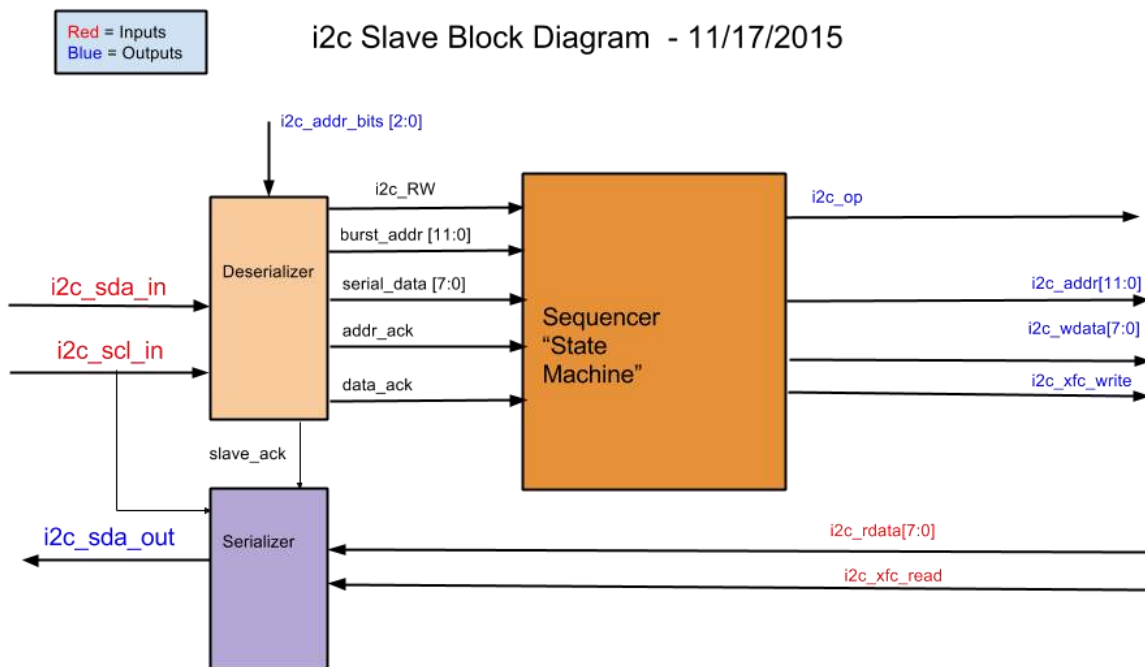 Red = Inputs
Blue = Outputs
i2c Slave Block Diagram - 11/17/2015
i2c_addr_bits [2:0]
i2c_RW
i2c_op
burst_addr [11:0]
Deserializer
i2c_sda_in
serial_data [7:0]
i2c_addr[11:0]
Sequencer
“State
Machine”
addr_ack
i2c_wdata[7:0]
i2c_scl_in
data_ack
i2c_xfc_write
slave_ack
i2c_sda_out
Serializer
i2c_rdata[7:0]
i2c_xfc_read